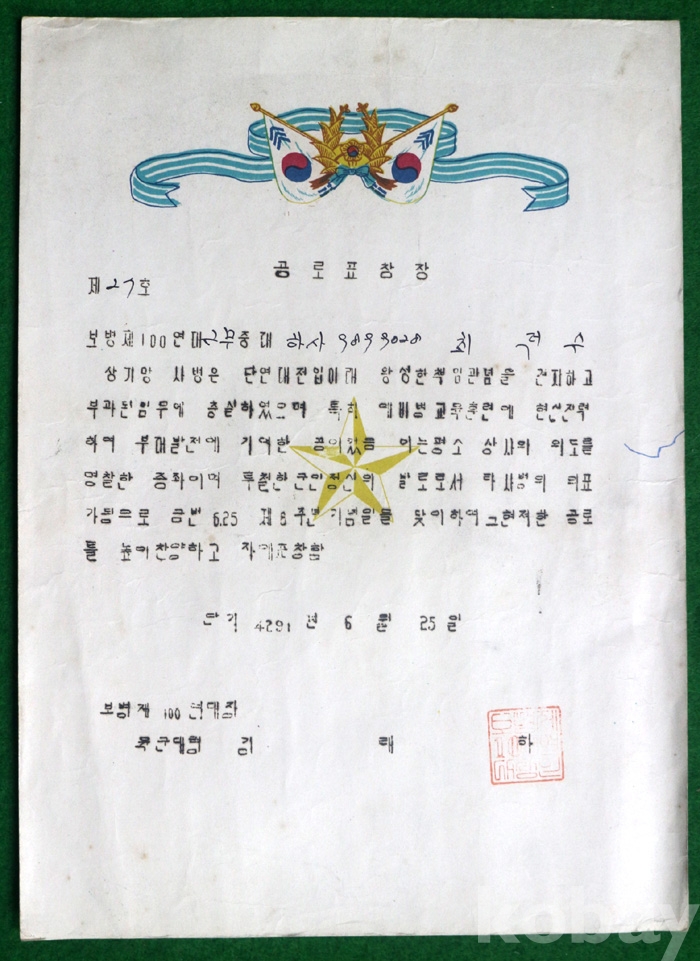 공로표창장
제27호
보병제100연대 근무중대 하사 9899028 최 수
상기양 사병은 단연대전입아래 왕성한책임관념을 견지하고
부과된임무에 충실하였으며 특히 예비병교육훈련에 헌신진력
하여 부대발전에 기여한 공이있음 이는평소 상사의 의도를
명찰한 증좌이며 투철한군인정신의 발로로서 타사병의 의표
가됨으로 금번 6.25 제8주년기념일을 맞이하여그현저한 공로
를 높이찬양하고 자에표창함
단기 4291년 6월 25일
보병제 100연대장
육군대령 김 태 하
kobay